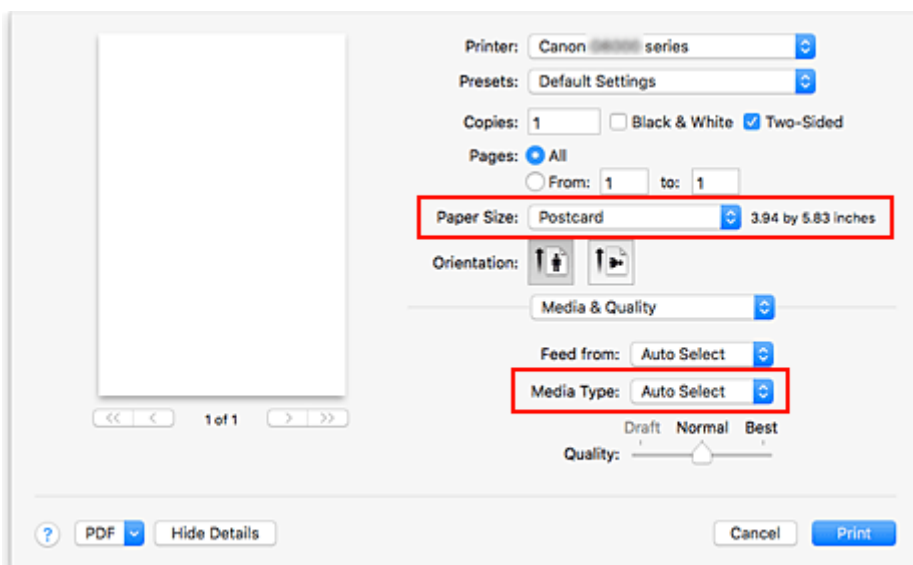 Printer: Canon series
Presets: Default Settings
Copies: 1 Black & White Two-Sided
Pages: All
From: 1 to: 1
Paper Size: Postcard 3.94 by 5.83 inches
Orientation:
Media & Quality
Feed from: Auto Select
Media Type: Auto Select
Draft Normal Best
Quality:
<< < 1 of 1 > >>
? PDF Hide Details Cancel Print